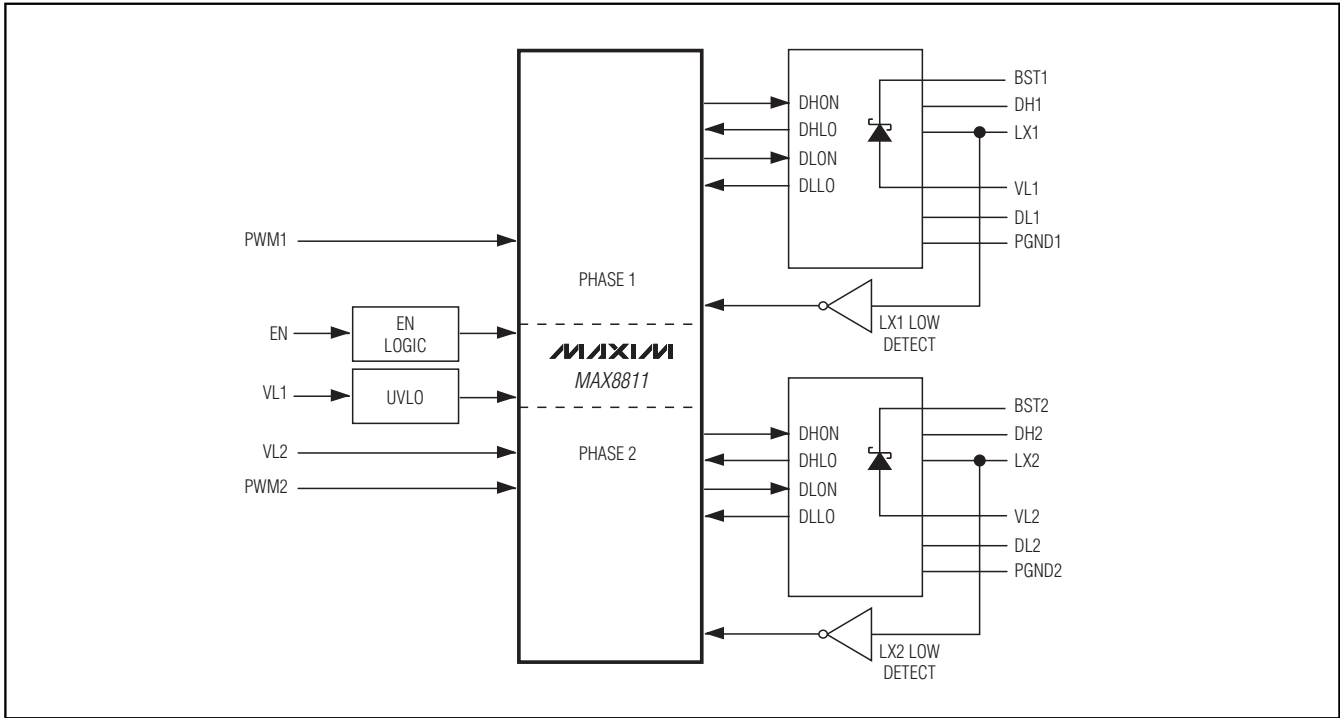 PWM1
EN
EN
LOGIC
VL1
UVLO
VL2
PWM2
PHASE 1
MAXIM
MAX8811
PHASE 2
DHON
DHLO
DLON
DLLO
BST1
DH1
LX1
VL1
DL1
PGND1
LX1 LOW
DETECT
DHON
DHLO
DLON
DLLO
BST2
DH2
LX2
VL2
DL2
PGND2
LX2 LOW
DETECT